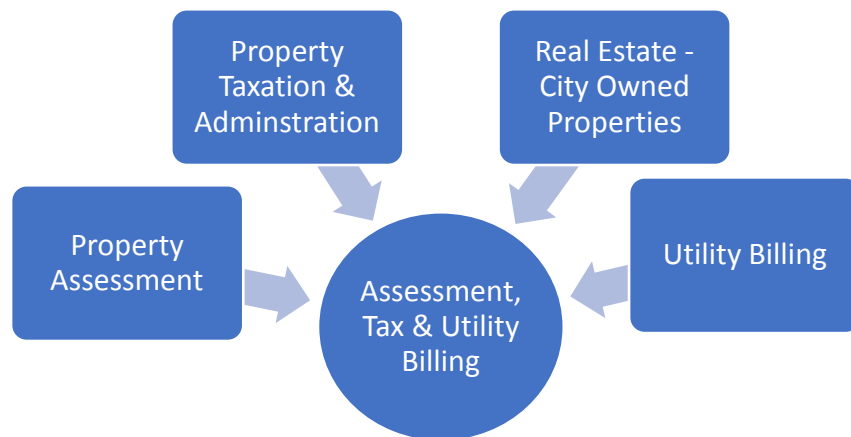 Property
Taxation &
Adminstration
Real Estate -
City Owned
Properties
Property
Assessment
Utility Billing
Assessment,
Tax & Utility
Billing